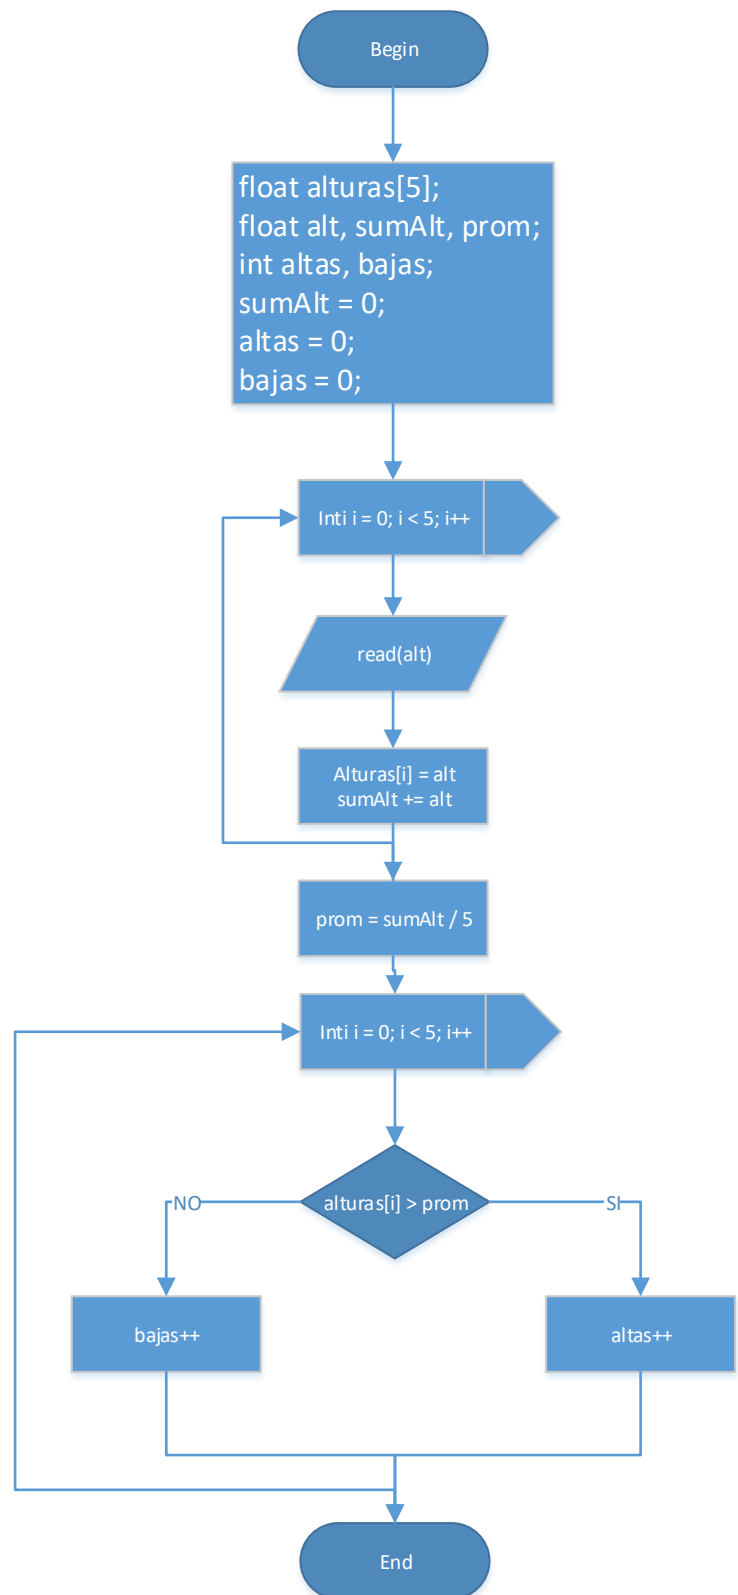 Begin
float alturas[5];
float alt, sumAlt, prom;
int altas, bajas;
sumAlt = 0;
altas = 0;
bajas = 0;
Inti i = 0; i < 5; i++
read(alt)
Alturas[i] = alt
sumAlt += alt
prom = sumAlt / 5
Inti i = 0; i < 5; i++
alturas[i] > prom
NO
SI
bajas++
altas++
End